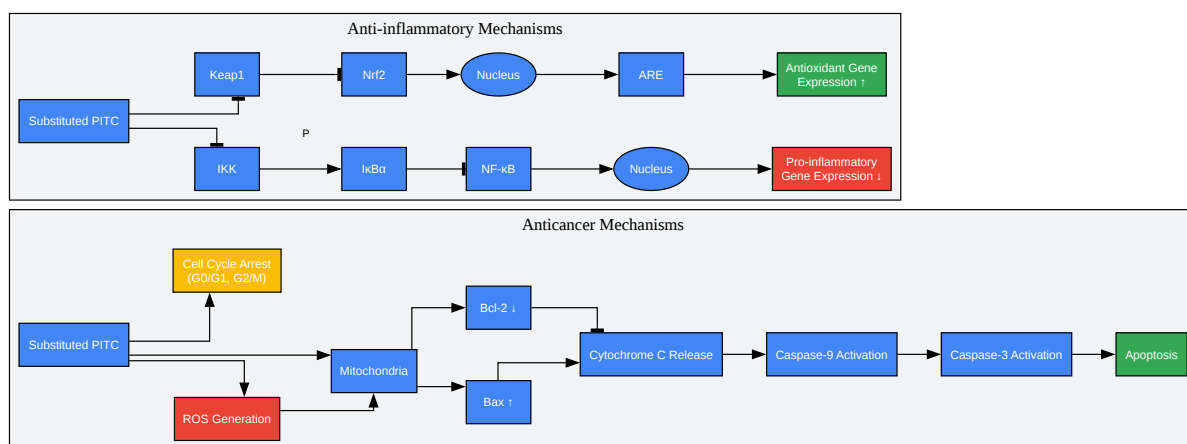 Anti-inflammatory Mechanisms
Keap1
Nrf2
Nucleus
ARE
Antioxidant Gene
Expression ↑
Substituted PITC
P
IKK
IκBα
NF-κB
Nucleus
Pro-inflammatory
Gene Expression ↓
Anticancer Mechanisms
Cell Cycle Arrest
(G0/G1, G2/M)
Substituted PITC
ROS Generation
Mitochondria
Bcl-2 ↓
Bax ↑
Cytochrome C Release
Caspase-9 Activation
Caspase-3 Activation
Apoptosis